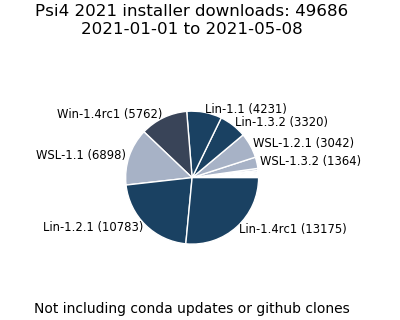 Psi4 2021 installer downloads: 49686
2021-01-01 to 2021-05-08
Lin-1.1 (4231)
Win-1.4rc1 (5762)
Lin-1.3.2 (3320)
WSL-1.2.1 (3042)
WSL-1.1 (6898)
WSL-1.3.2 (1364)
Lin-1.2.1 (10783)
Lin-1.4rc1 (13175)
Not including conda updates or github clones